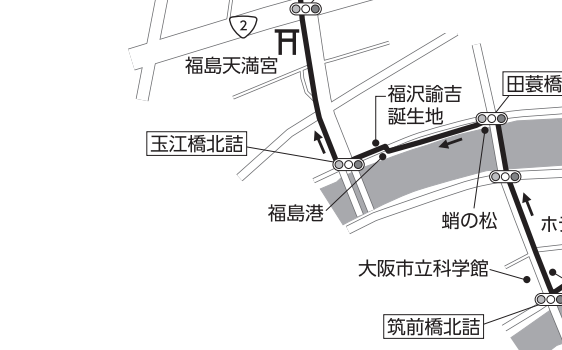 2
福島天満宮
田蓑橋
福沢諭吉
誕生地
玉江橋北詰
福島港
蛸の松
ホテ
大阪市立科学館
筑前橋北詰